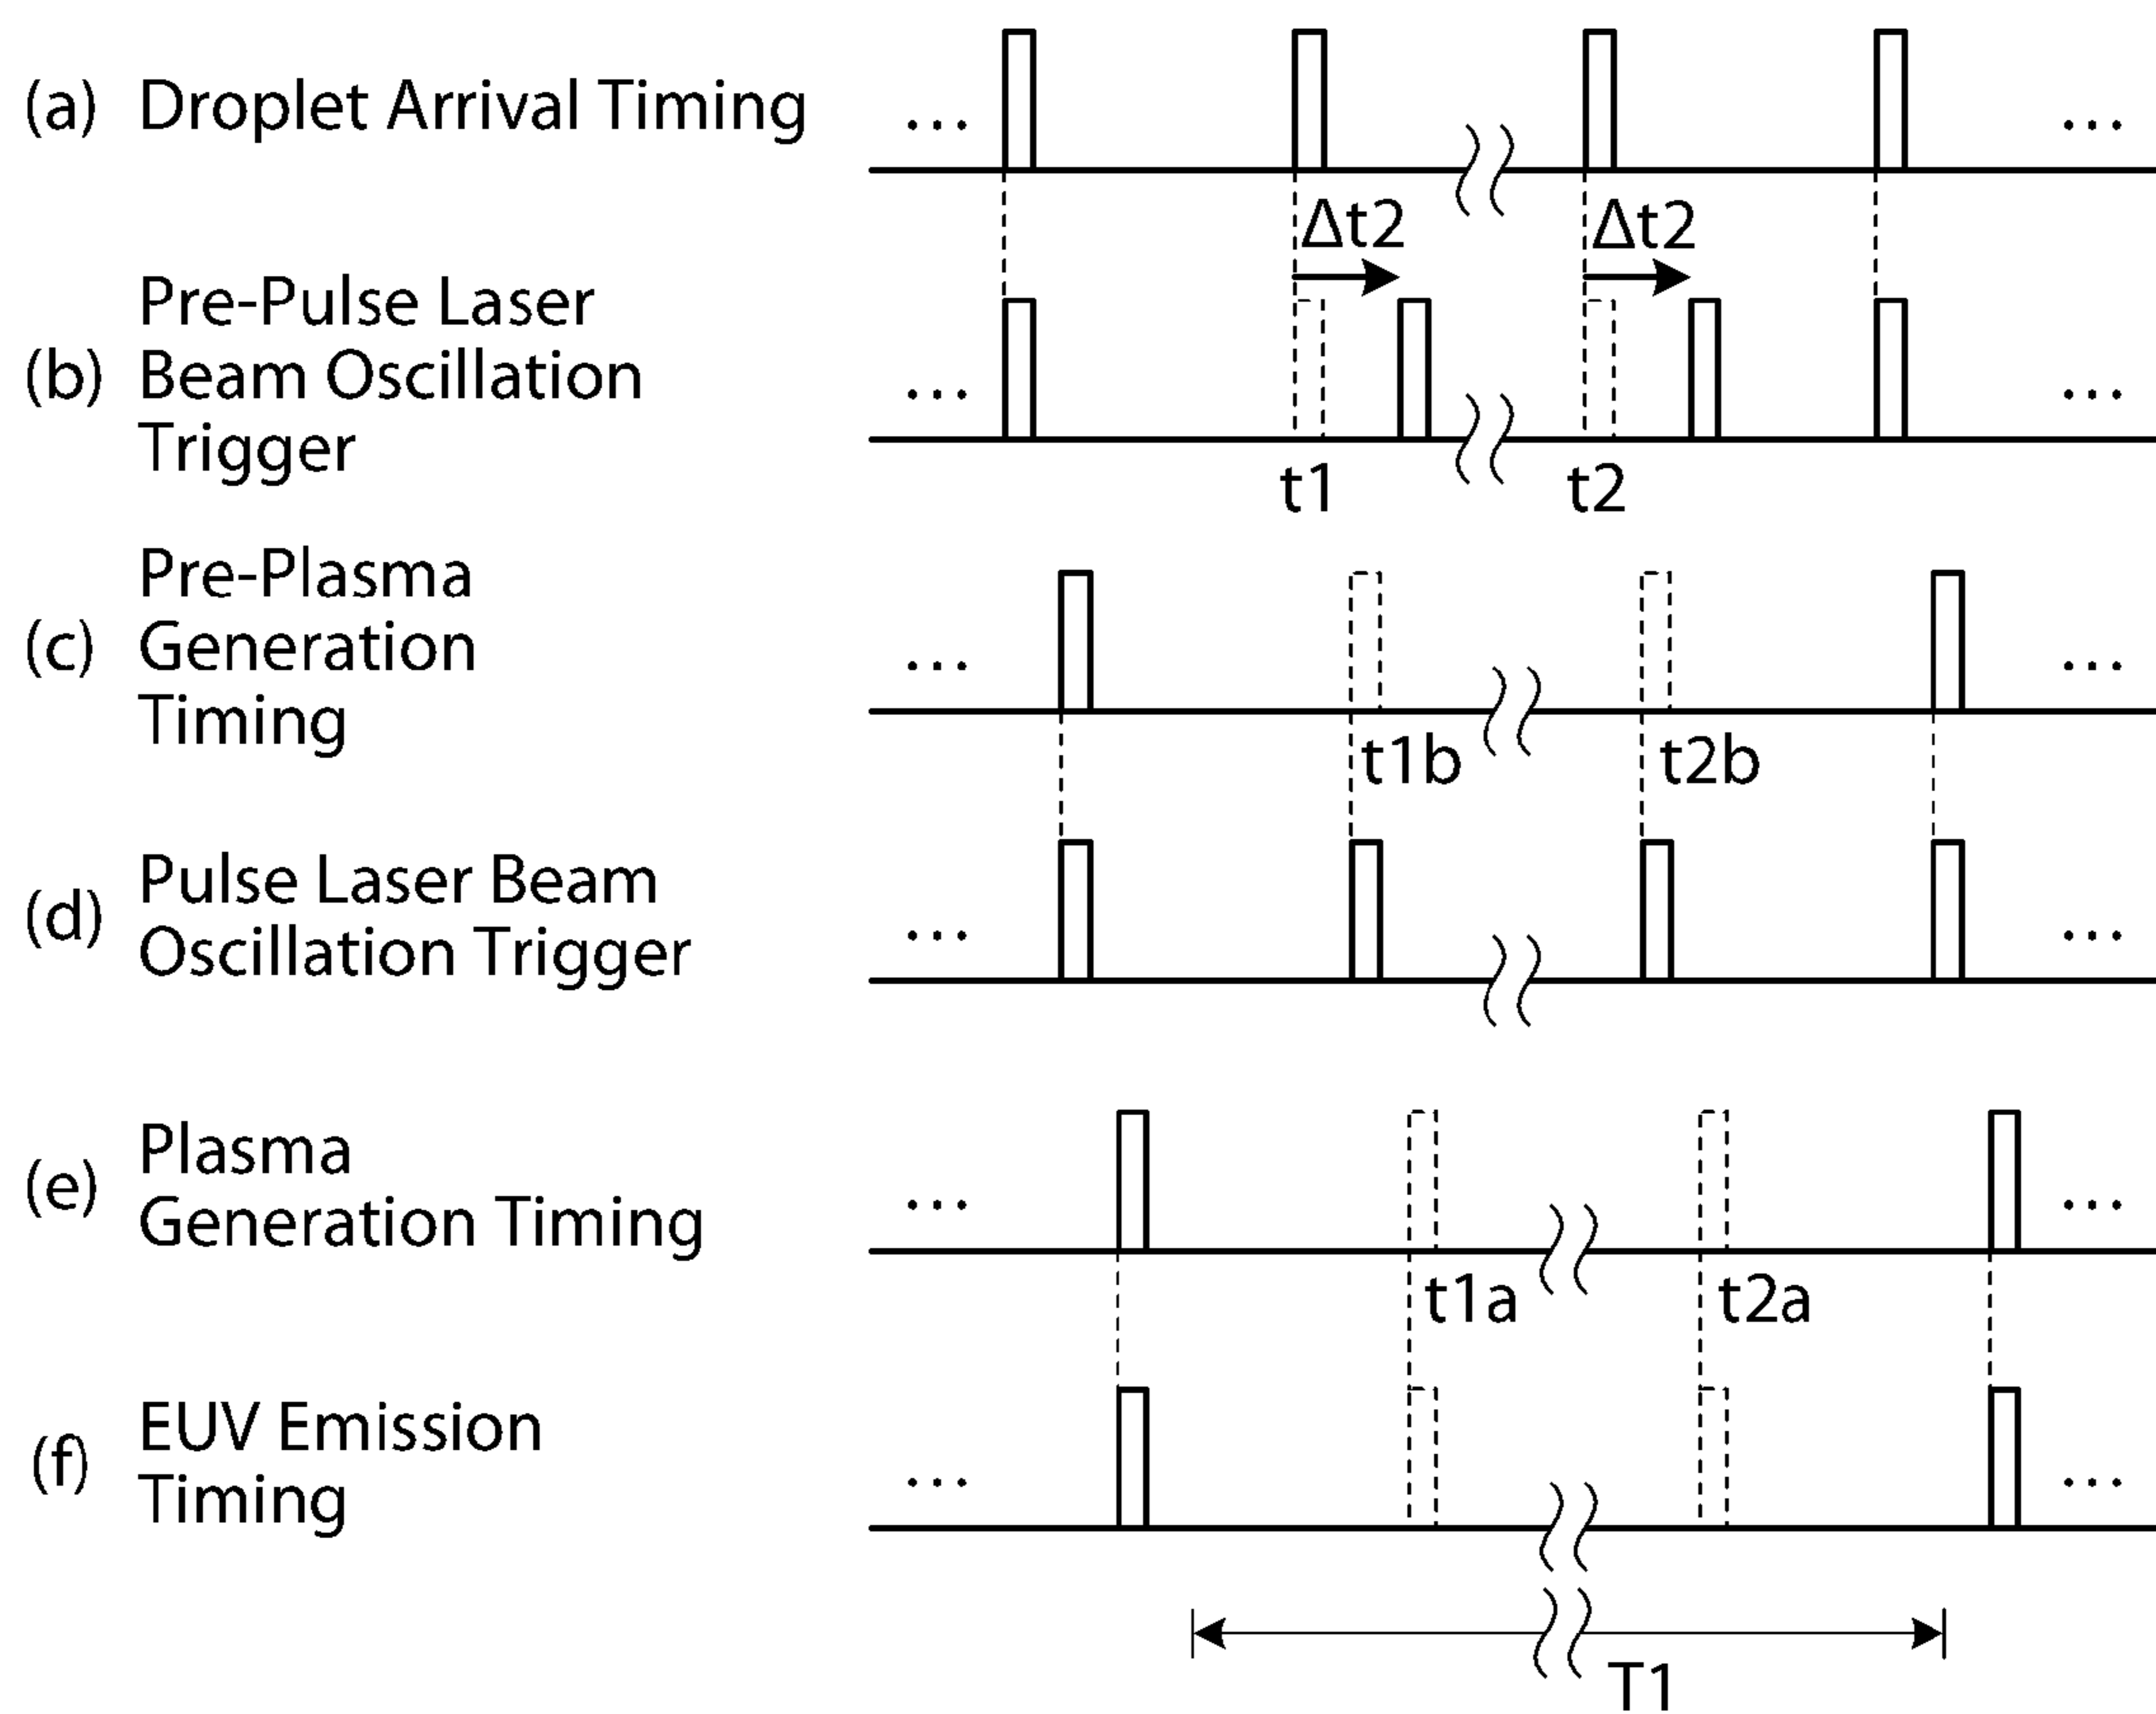 (a) Droplet Arrival Timing
... ...
Δt2 Δt2
Pre-Pulse Laser
(b) Beam Oscillation
Trigger
... ...
t1 t2
Pre-Plasma
(c) Generation
Timing
... ...
t1b t2b
Pulse Laser Beam
(d) Oscillation Trigger
... ...
Plasma
(e) Generation Timing
... ...
t1a t2a
EUV Emission
(f) Timing
... ...
T1